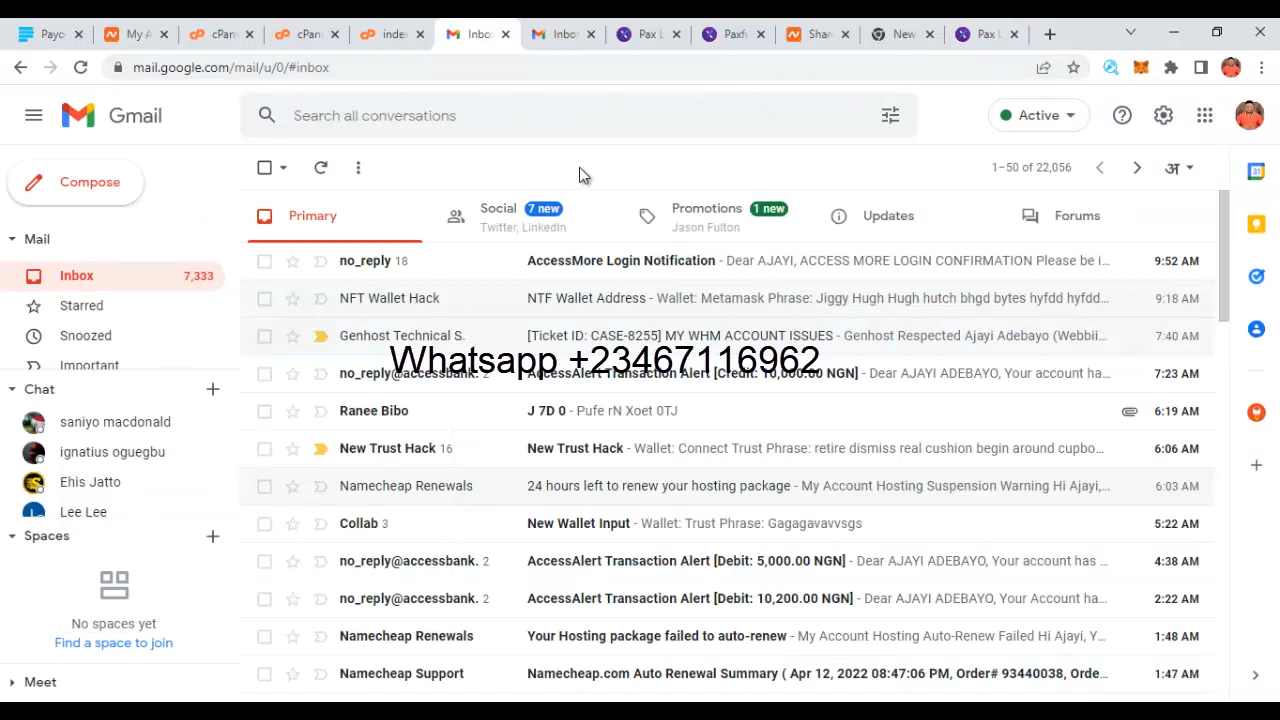 Payo
My A
cPan
cPan
index
Inbo
Inbo
Pax L
Paxfu
Shar
New
Pax L
mail.google.com/mail/u/0/#inbox
Gmail
Search all conversations
Active
Compose
1–50 of 22,056
अ
Primary
Social 7 new
Twitter, LinkedIn
Promotions 1 new
Jason Fulton
Updates
Forums
Mail
Inbox 7,333
Starred
Snoozed
Important
Chat
saniyo macdonald
ignatius oguegbu
Ehis Jatto
Lee Lee
Spaces
No spaces yet
Find a space to join
Meet
no_reply 18 AccessMore Login Notification - Dear AJAYI, ACCESS MORE LOGIN CONFIRMATION Please be i... 9:52 AM
NFT Wallet Hack NTF Wallet Address - Wallet: Metamask Phrase: Jiggy Hugh Hugh hutch bhgd bytes hyfdd hyfdd... 9:18 AM
Genhost Technical S. [Ticket ID: CASE-8255] MY WHM ACCOUNT ISSUES - Genhost Respected Ajayi Adebayo (Webbii... 7:40 AM
Whatsapp +23467116962
no_reply@accessbank. 2 AccessAlert Transaction Alert [Credit: 10,000.00 NGN] - Dear AJAYI ADEBAYO, Your account has ... 7:23 AM
Ranee Bibo J 7D 0 - Pufe rN Xoet 0TJ 6:19 AM
New Trust Hack 16 New Trust Hack - Wallet: Connect Trust Phrase: retire dismiss real cushion begin around cupbo... 6:06 AM
Namecheap Renewals 24 hours left to renew your hosting package - My Account Hosting Suspension Warning Hi Ajayi,... 6:03 AM
Collab 3 New Wallet Input - Wallet: Trust Phrase: Gagagavavvsgs 5:22 AM
no_reply@accessbank. 2 AccessAlert Transaction Alert [Debit: 5,000.00 NGN] - Dear AJAYI ADEBAYO, Your account has ... 4:38 AM
no_reply@accessbank. 2 AccessAlert Transaction Alert [Debit: 10,200.00 NGN] - Dear AJAYI ADEBAYO, Your Account has... 2:22 AM
Namecheap Renewals Your Hosting package failed to auto-renew - My Account Hosting Auto-Renew Failed Hi Ajayi, Y... 1:48 AM
Namecheap Support Namecheap.com Auto Renewal Summary ( Apr 12, 2022 08:47:06 PM, Order# 93440038, Orde... 1:47 AM